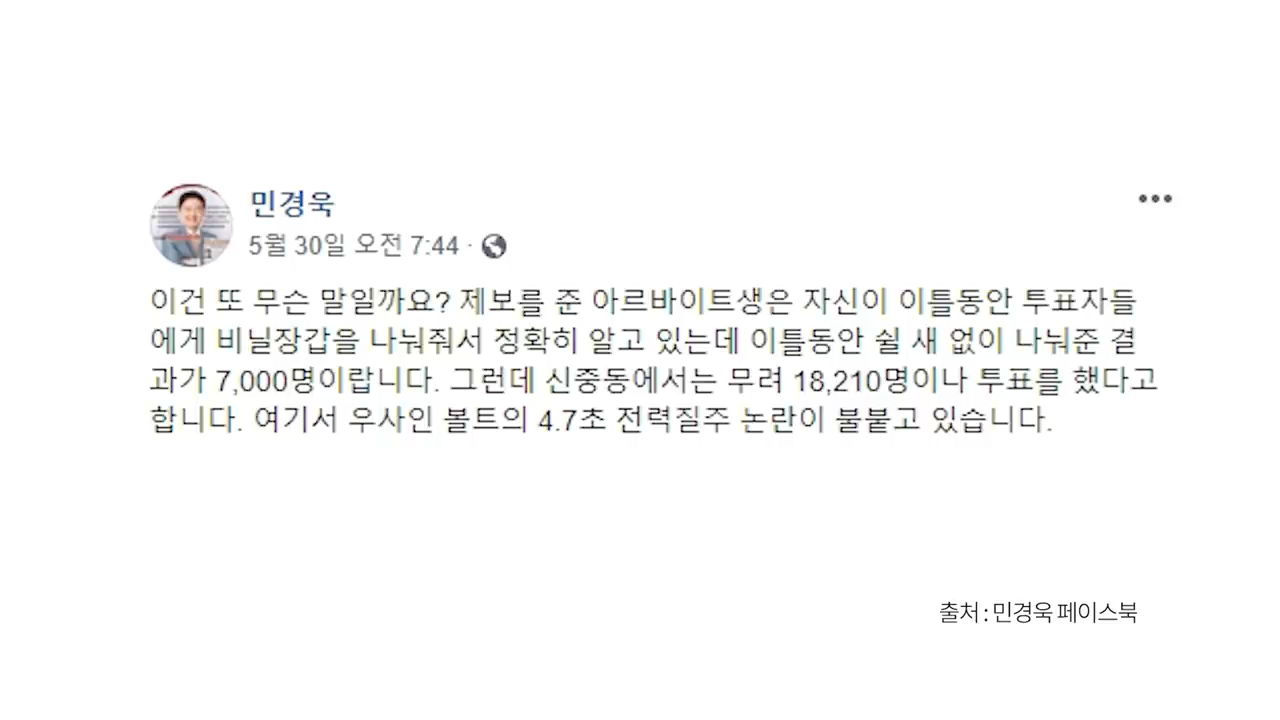 민경욱
5월 30일 오전 7:44 ·
이건 또 무슨 말일까요? 제보를 준 아르바이트생은 자신이 이틀동안 투표자들
에게 비닐장갑을 나눠줘서 정확히 알고 있는데 이틀동안 쉴 새 없이 나눠준 결
과가 7,000명이랍니다. 그런데 신중동에서는 무려 18,210명이나 투표를 했다고
합니다. 여기서 우사인 볼트의 4.7초 전력질주 논란이 불붙고 있습니다.
출처 : 민경욱 페이스북